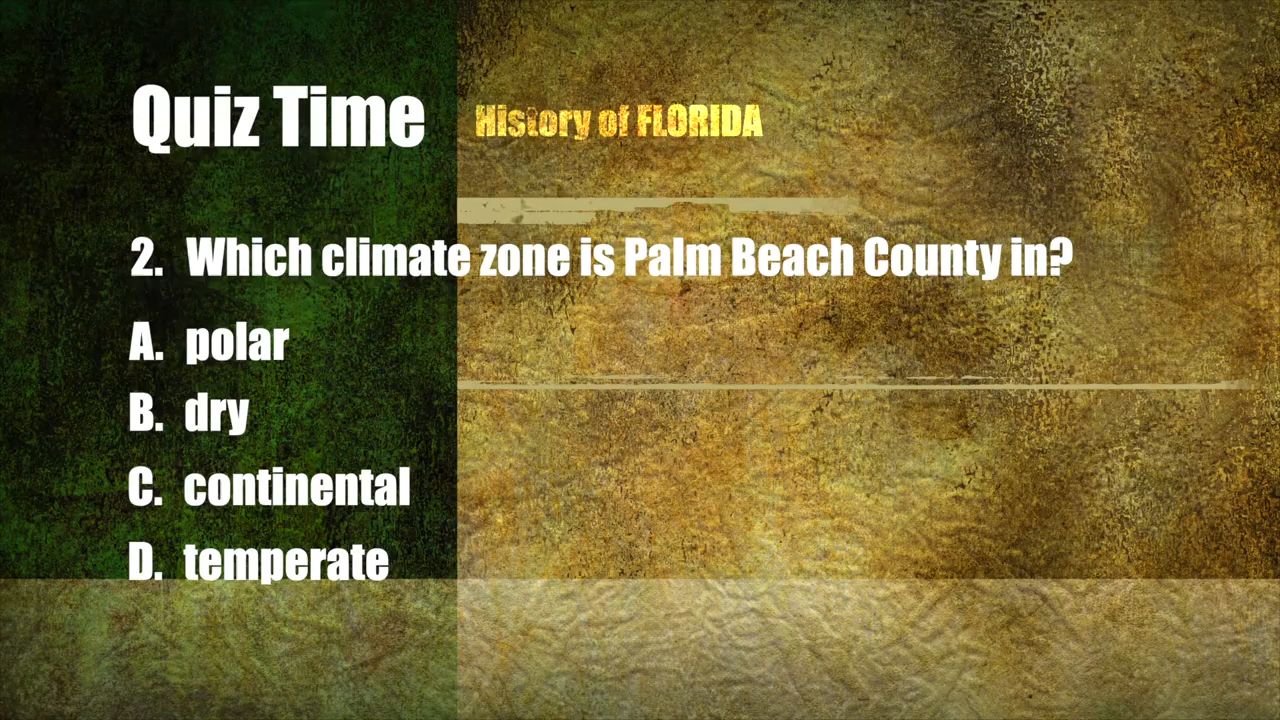 Quiz Time
History of FLORIDA
2. Which climate zone is Palm Beach County in?
A. polar
B. dry
C. continental
D. temperate